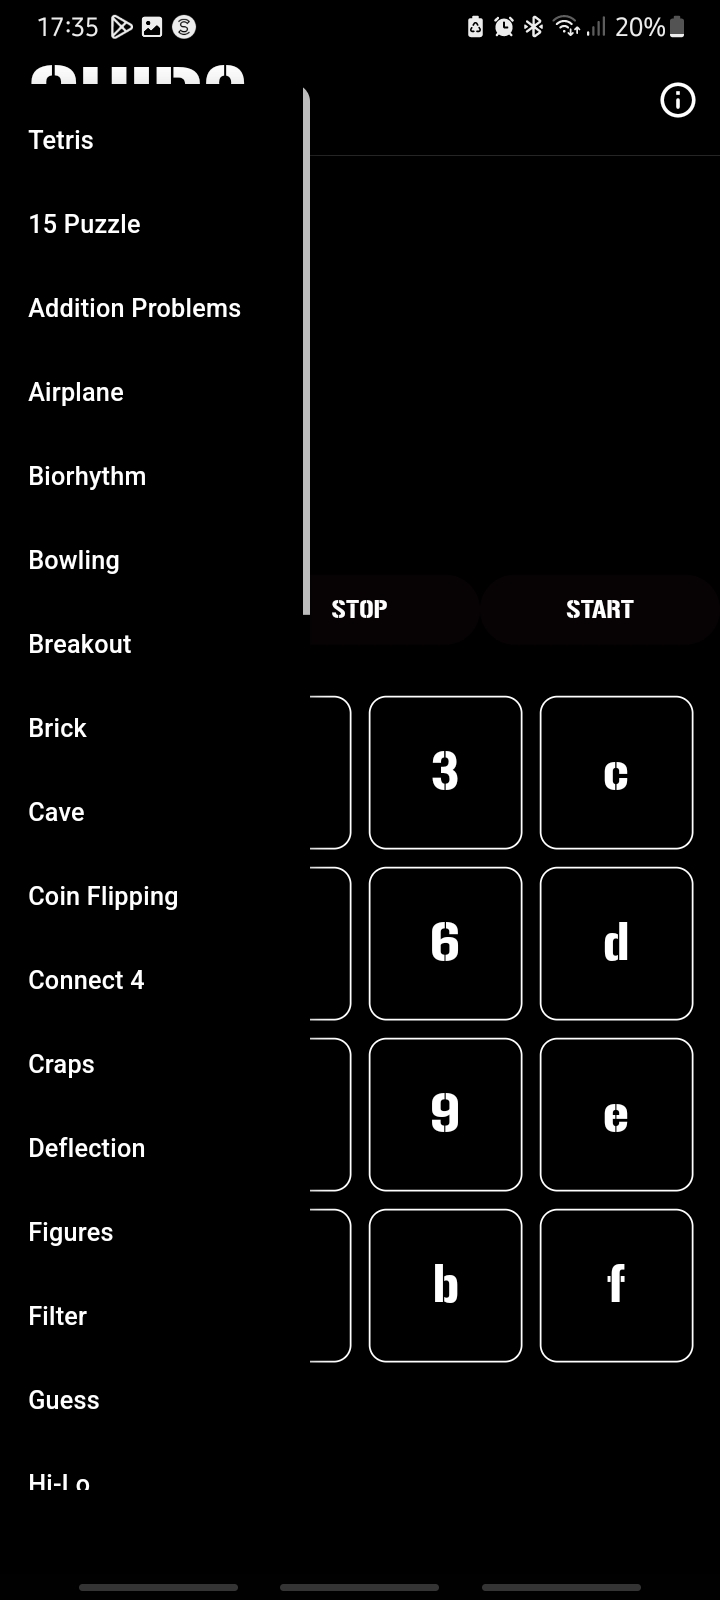 17:35 20%
Tetris
15 Puzzle
Addition Problems
Airplane
Biorhythm
Bowling
Breakout
STOP START
Brick
3 c
Cave
Coin Flipping
6 d
Connect 4
Craps
9 e
Deflection
Figures
b f
Filter
Guess
Hi-Lo